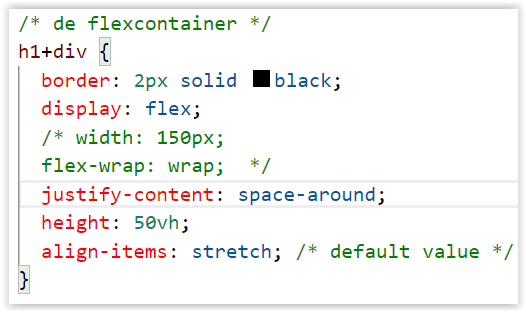 /* de flexcontainer */
h1+div {
border: 2px solid black;
display: flex;
/* width: 150px;
flex-wrap: wrap;  */
justify-content: space-around;
height: 50vh;
align-items: stretch; /* default value */
}